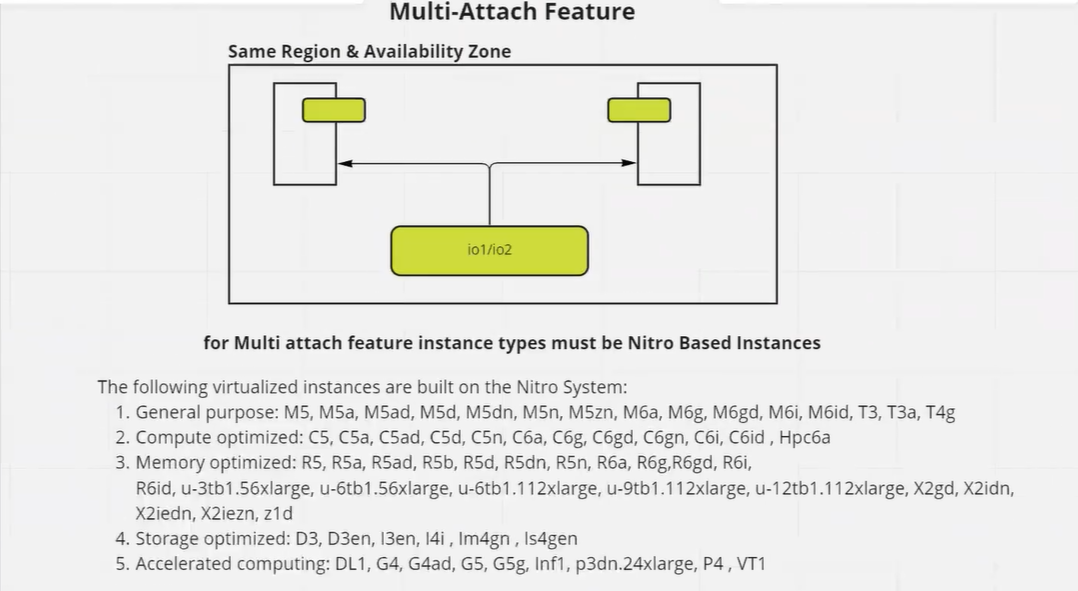 Multi-Attach Feature
Same Region & Availability Zone
io1/io2
for Multi attach feature instance types must be Nitro Based Instances
The following virtualized instances are built on the Nitro System:
1. General purpose: M5, M5a, M5ad, M5d, M5dn, M5n, M5zn, M6a, M6g, M6gd, M6i, M6id, T3, T3a, T4g
2. Compute optimized: C5, C5a, C5ad, C5d, C5n, C6a, C6g, C6gd, C6gn, C6i, C6id , Hpc6a
3. Memory optimized: R5, R5a, R5ad, R5b, R5d, R5dn, R5n, R6a, R6g,R6gd, R6i,
R6id, u-3tb1.56xlarge, u-6tb1.56xlarge, u-6tb1.112xlarge, u-9tb1.112xlarge, u-12tb1.112xlarge, X2gd, X2idn,
X2iedn, X2iezn, z1d
4. Storage optimized: D3, D3en, I3en, I4i , Im4gn , Is4gen
5. Accelerated computing: DL1, G4, G4ad, G5, G5g, Inf1, p3dn.24xlarge, P4 , VT1